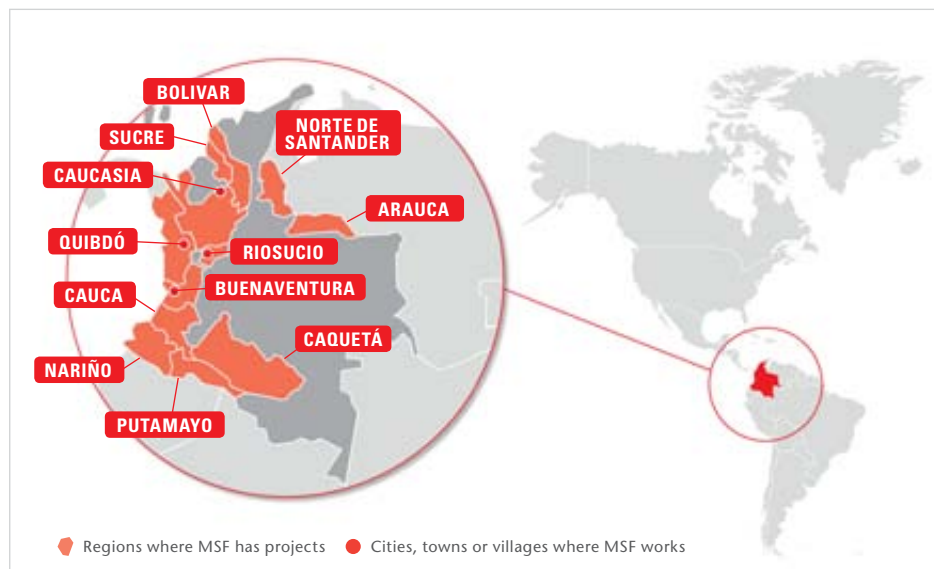 BOLIVAR
SUCRE
NORTE DE
SANTANDER
CAUCASIA
ARAUCA
QUIBDÓ
RIOSUCIO
BUENAVENTURA
CAUCA
CAQUETÁ
NARIÑO
PUTAMAYO
Regions where MSF has projects
Cities, towns or villages where MSF works